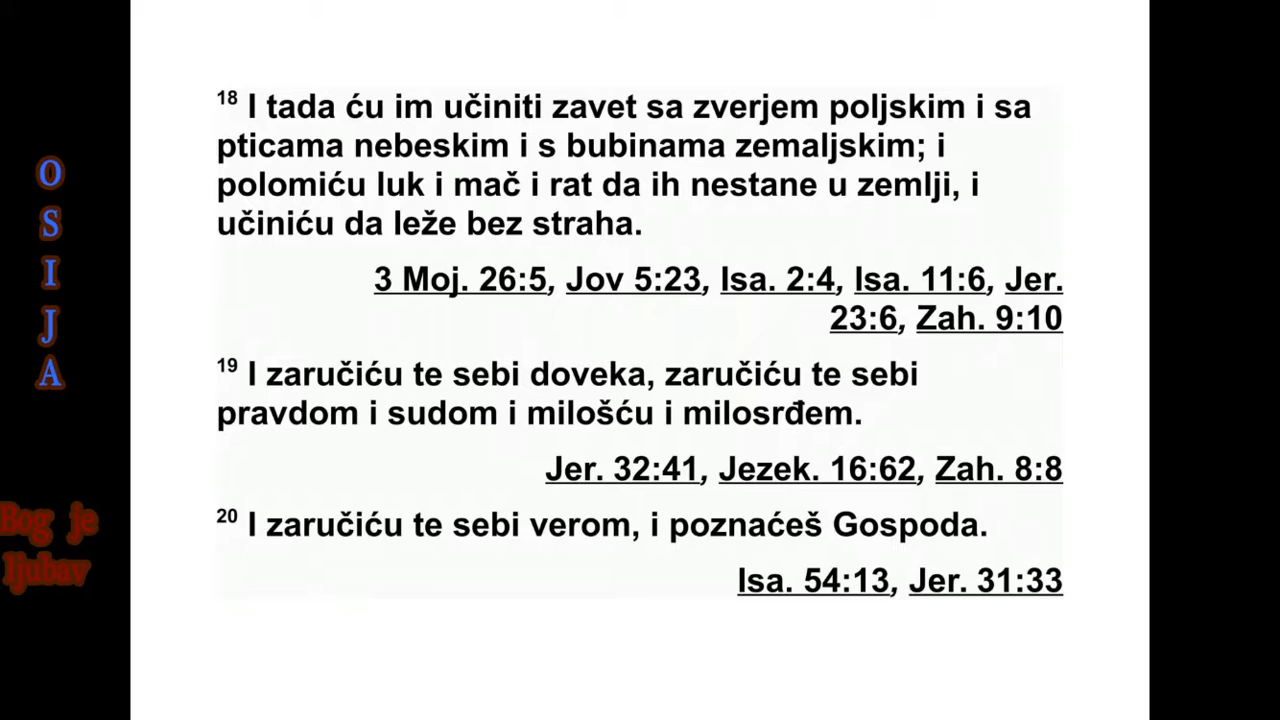 O
S
I
J
A
Bog je
ljubav
18 I tada ću im učiniti zavet sa zverjem poljskim i sa
pticama nebeskim i s bubinama zemaljskim; i
polomiću luk i mač i rat da ih nestane u zemlji, i
učiniću da leže bez straha.
3 Moj. 26:5, Jov 5:23, Isa. 2:4, Isa. 11:6, Jer.
23:6, Zah. 9:10
19 I zaručiću te sebi doveka, zaručiću te sebi
pravdom i sudom i milošću i milosrđem.
Jer. 32:41, Jezek. 16:62, Zah. 8:8
20 I zaručiću te sebi verom, i poznaćeš Gospoda.
Isa. 54:13, Jer. 31:33